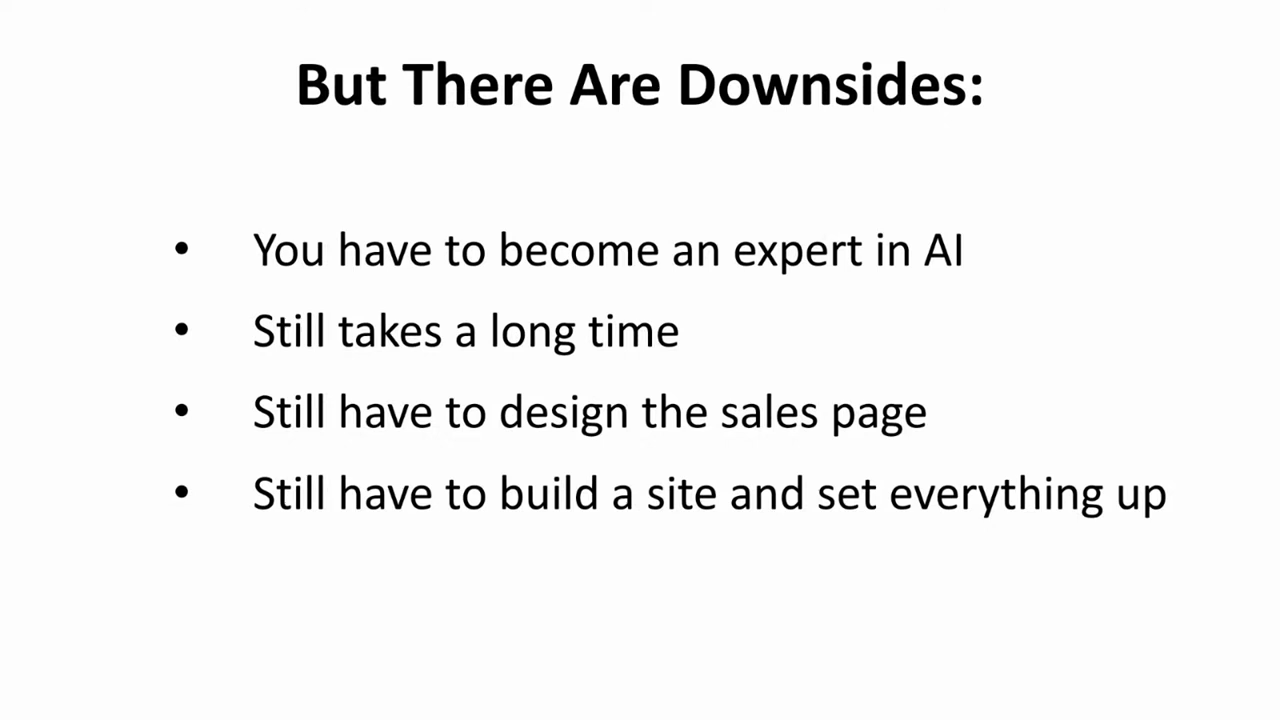 But There Are Downsides:
• You have to become an expert in AI
• Still takes a long time
• Still have to design the sales page
• Still have to build a site and set everything up